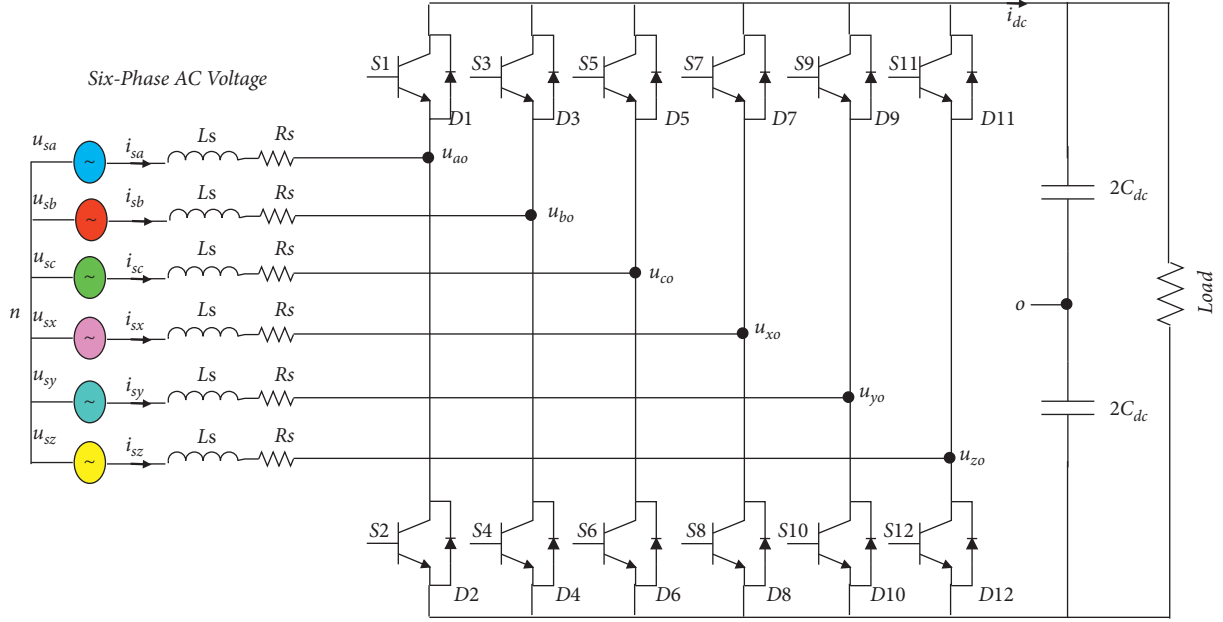 i_dc
S1 S3 S5 S7 S9 S11
Six-Phase AC Voltage
D1 D3 D5 D7 D9 D11
u_sa ~ i_sa Ls Rs u_ao
u_sb ~ i_sb Ls Rs u_bo
2C_dc
u_sc ~ i_sc Ls Rs u_co
n u_sx ~ i_sx Ls Rs u_xo
o Load
u_sy ~ i_sy Ls Rs u_yo
2C_dc
u_sz ~ i_sz Ls Rs u_zo
S2 S4 S6 S8 S10 S12
D2 D4 D6 D8 D10 D12